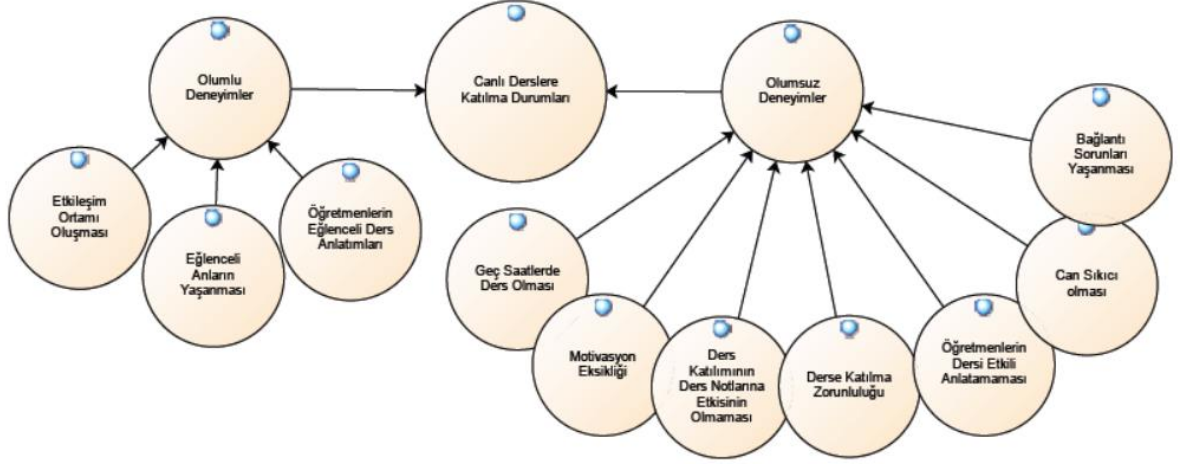 Olumlu
Deneyimler
Canlı Derslere
Katılma Durumları
Olumsuz
Deneyimler
Etkileşim
Ortamı
Oluşması
Eğlenceli
Anların
Yaşanması
Öğretmenlerin
Eğlenceli Ders
Anlatımları
Geç Saatlerde
Ders Olması
Motivasyon
Eksikliği
Ders
Katılımının
Ders Notlarına
Etkisinin
Olmaması
Derse Katılma
Zorunluluğu
Öğretmenlerin
Dersi Etkili
Anlatamaması
Can Sıkıcı
olması
Bağlantı
Sorunları
Yaşanması